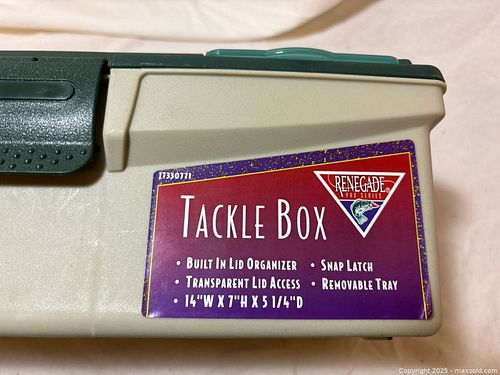 17330771
RENEGADE®
PRO SERIES
TACKLE BOX
• BUILT IN LID ORGANIZER
• TRANSPARENT LID ACCESS
• 14"W X 7"H X 5 1/4"D
• SNAP LATCH
• REMOVABLE TRAY
Copyright 2025 - maxsold.com